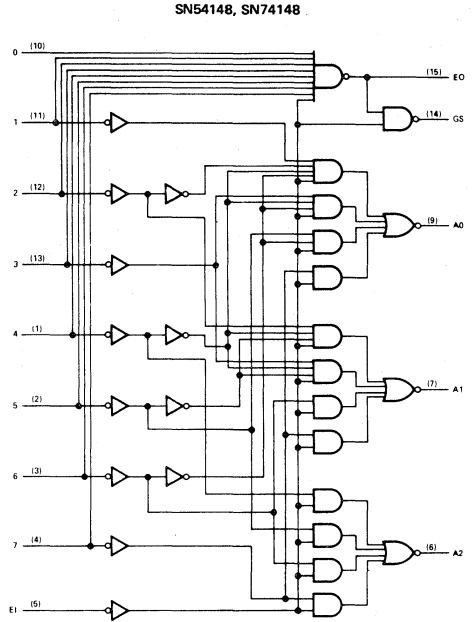 SN54148, SN74148
0 (10)
(15) EO
(14) GS
1 (11)
2 (12)
(9) A0
3 (13)
4 (1)
(7) A1
5 (2)
6 (3)
7 (4)
(6) A2
EI (5)